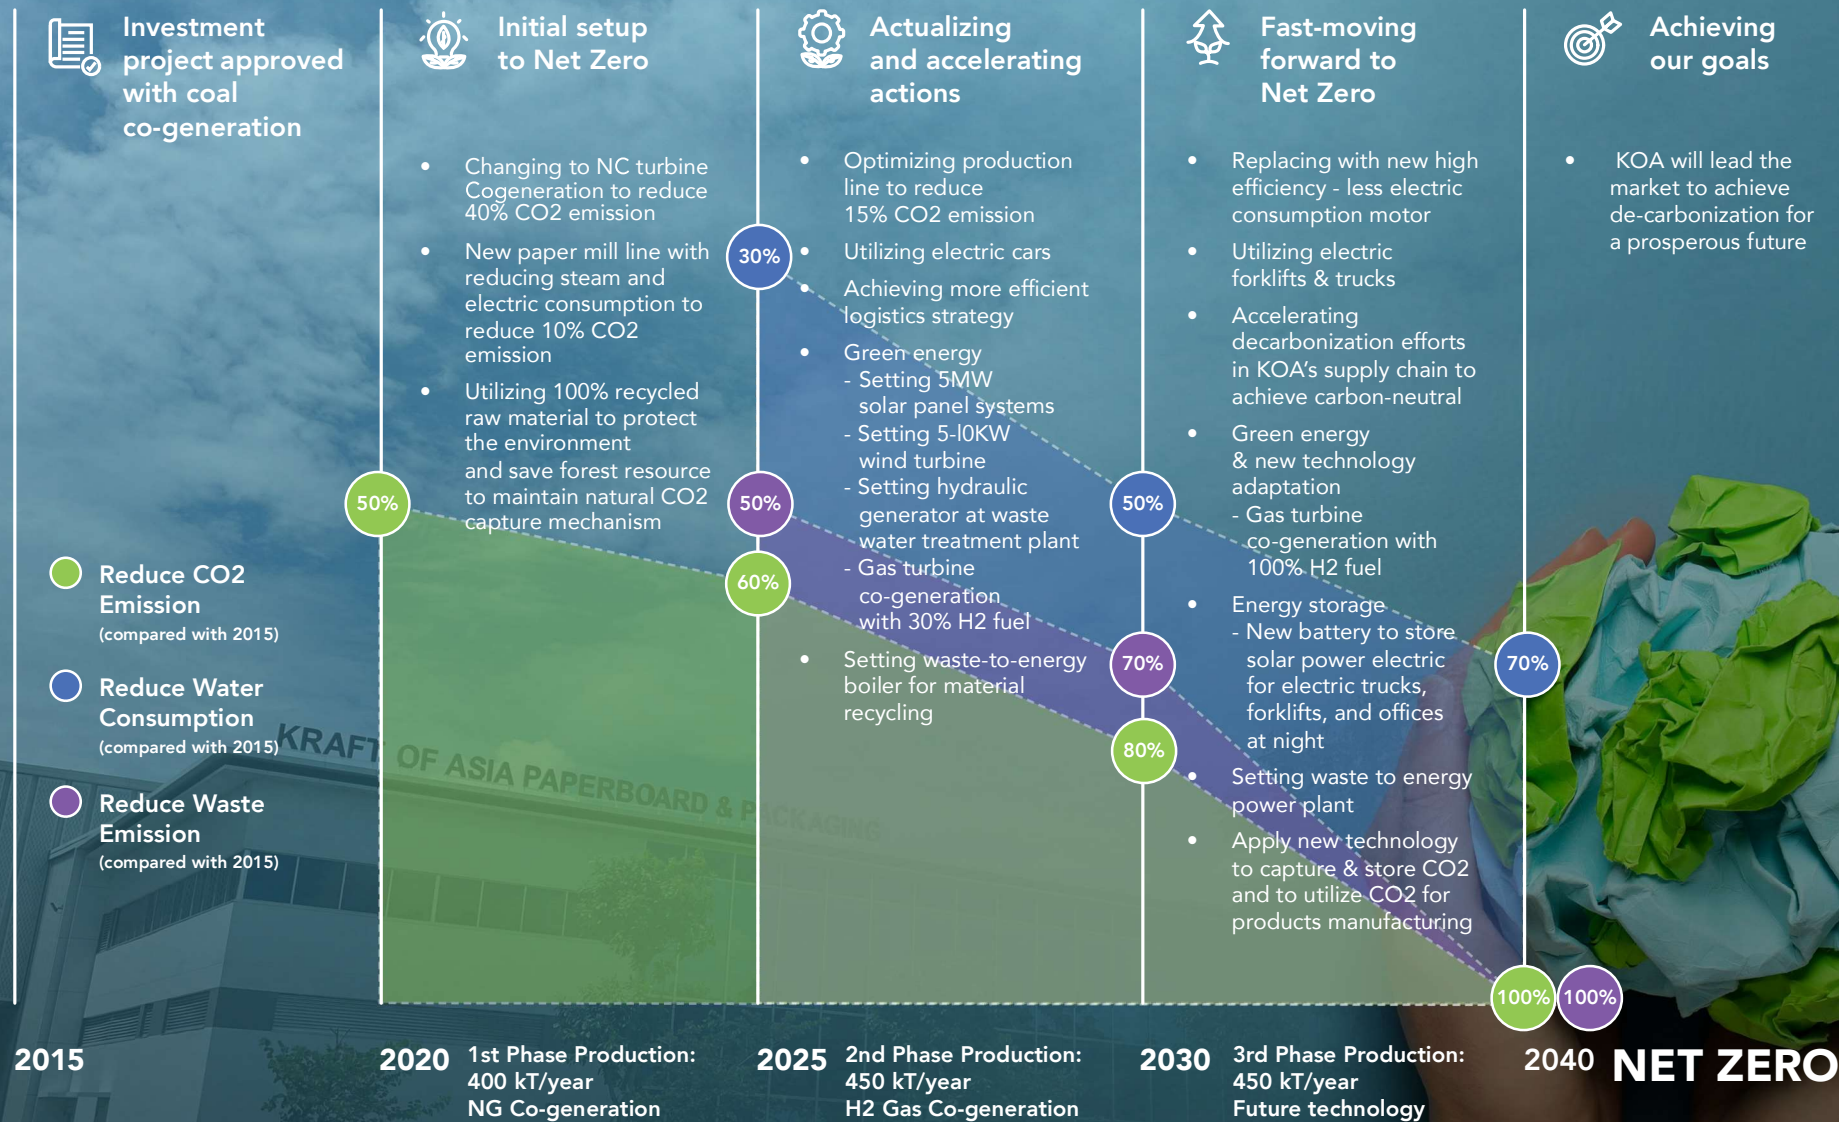 Investment
project approved
with coal
co-generation
Initial setup
to Net Zero
Actualizing
and accelerating
actions
Fast-moving
forward to
Net Zero
Achieving
our goals
• Changing to NC turbine
Cogeneration to reduce
40% CO2 emission
• New paper mill line with
reducing steam and
electric consumption to
reduce 10% CO2
emission
• Utilizing 100% recycled
raw material to protect
the environment
and save forest resource
to maintain natural CO2
capture mechanism
• Optimizing production
line to reduce
15% CO2 emission
• Utilizing electric cars
• Achieving more efficient
logistics strategy
• Green energy
- Setting 5MW
solar panel systems
- Setting 5-l0KW
wind turbine
- Setting hydraulic
generator at waste
water treatment plant
- Gas turbine
co-generation
with 30% H2 fuel
• Setting waste-to-energy
boiler for material
recycling
• Replacing with new high
efficiency - less electric
consumption motor
• Utilizing electric
forklifts & trucks
• Accelerating
decarbonization efforts
in KOA's supply chain to
achieve carbon-neutral
• Green energy
& new technology
adaptation
- Gas turbine
co-generation with
100% H2 fuel
• Energy storage
- New battery to store
solar power electric
for electric trucks,
forklifts, and offices
at night
• Setting waste to energy
power plant
• Apply new technology
to capture & store CO2
and to utilize CO2 for
products manufacturing
• KOA will lead the
market to achieve
de-carbonization for
a prosperous future
30%
50%
50%
60%
50%
70%
80%
70%
100%
100%
Reduce CO2
Emission
(compared with 2015)
Reduce Water
Consumption
(compared with 2015)
Reduce Waste
Emission
(compared with 2015)
KRAFT OF ASIA PAPERBOARD & PACKAGING
2015
2020
1st Phase Production:
400 kT/year
NG Co-generation
2025
2nd Phase Production:
450 kT/year
H2 Gas Co-generation
2030
3rd Phase Production:
450 kT/year
Future technology
2040 NET ZERO